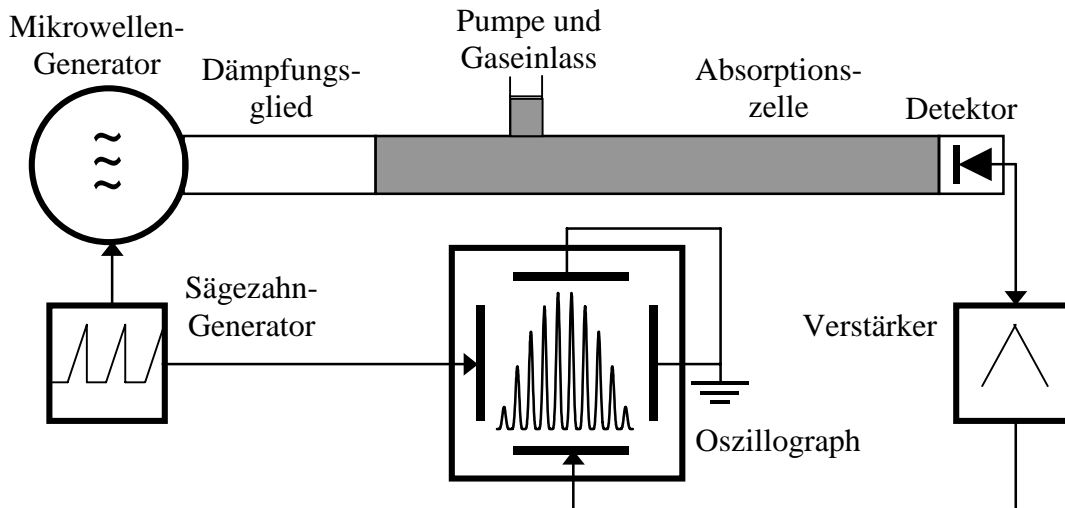 Mikrowellen-
Generator
Dämpfungs-
glied
Pumpe und
Gaseinlass
Absorptions-
zelle
Detektor
Sägezahn-
Generator
Verstärker
Oszillograph